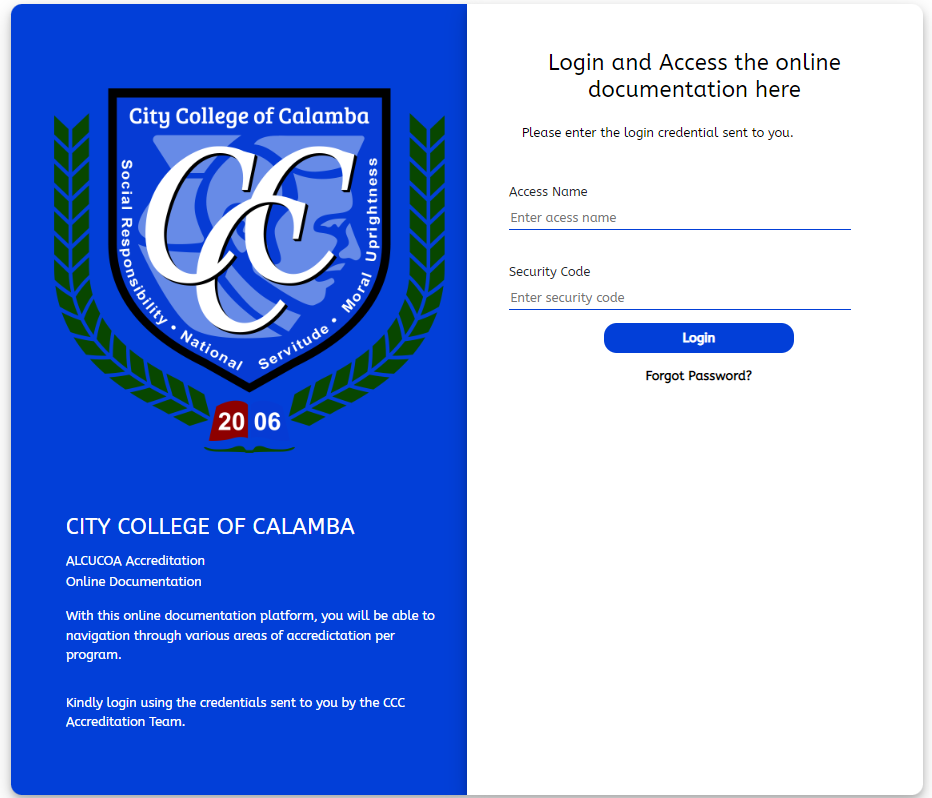 City College of Calamba
Social Responsibility • National Servitude • Moral Uprightness
CCC
20 06
CITY COLLEGE OF CALAMBA
ALCUCOA Accreditation
Online Documentation
With this online documentation platform, you will be able to
navigation through various areas of accredictation per
program.
Kindly login using the credentials sent to you by the CCC
Accreditation Team.
Login and Access the online
documentation here
Please enter the login credential sent to you.
Access Name
Enter acess name
Security Code
Enter security code
Login
Forgot Password?